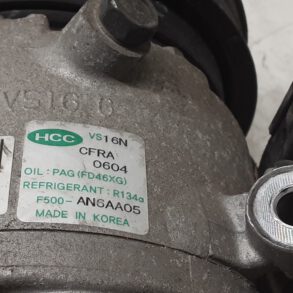 VS16
HCC VS16N
CFRA
0604
OIL: PAG(FD46XG)
REFRIGERANT: R134a
F500- AN6AA05
MADE IN KOREA